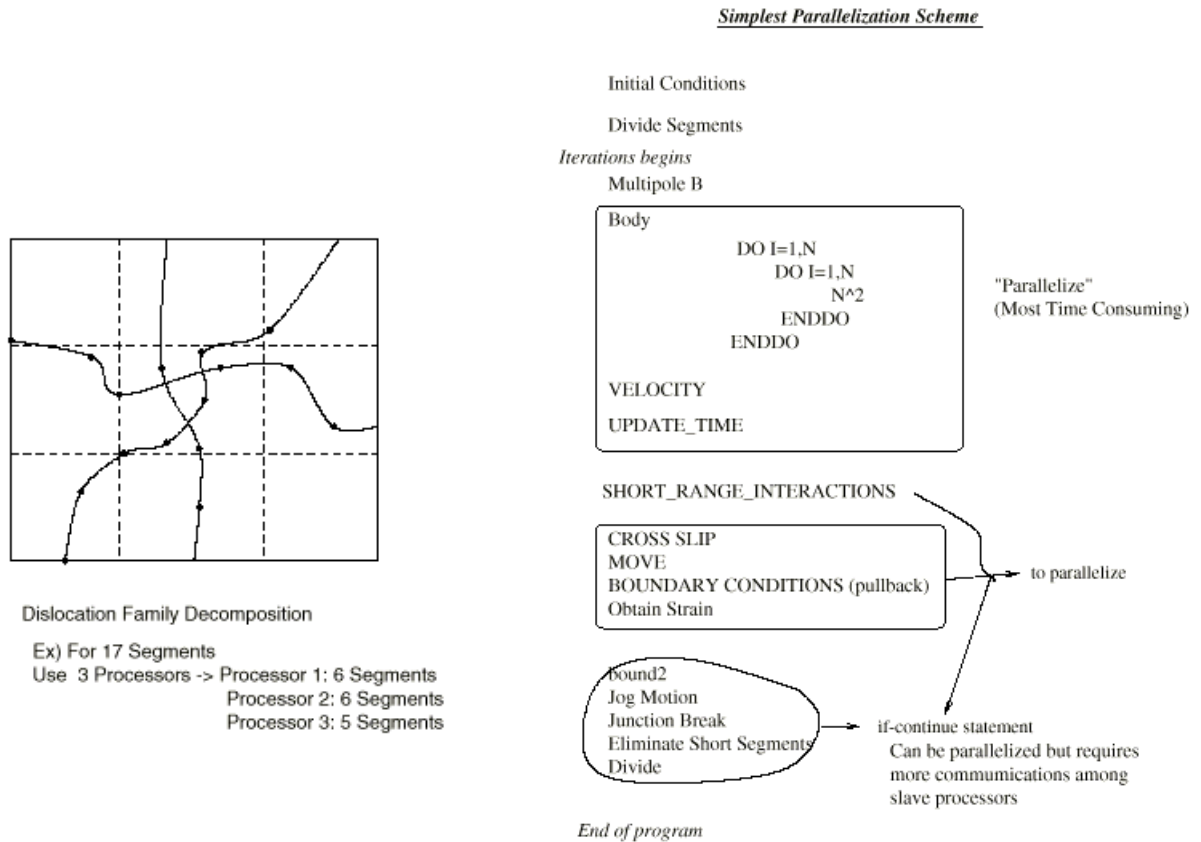 Simplest Parallelization Scheme
Initial Conditions
Divide Segments
Iterations begins
Multipole B
Body
DO I=1,N
DO I=1,N
N^2
ENDDO
ENDDO
VELOCITY
UPDATE_TIME
"Parallelize"
(Most Time Consuming)
SHORT_RANGE_INTERACTIONS
CROSS SLIP
MOVE
BOUNDARY CONDITIONS (pullback)
Obtain Strain
to parallelize
bound2
Jog Motion
Junction Break
Eliminate Short Segments
Divide
if-continue statement
Can be parallelized but requires
more commumications among
slave processors
End of program
Dislocation Family Decomposition
Ex) For 17 Segments
Use 3 Processors -> Processor 1: 6 Segments
Processor 2: 6 Segments
Processor 3: 5 Segments